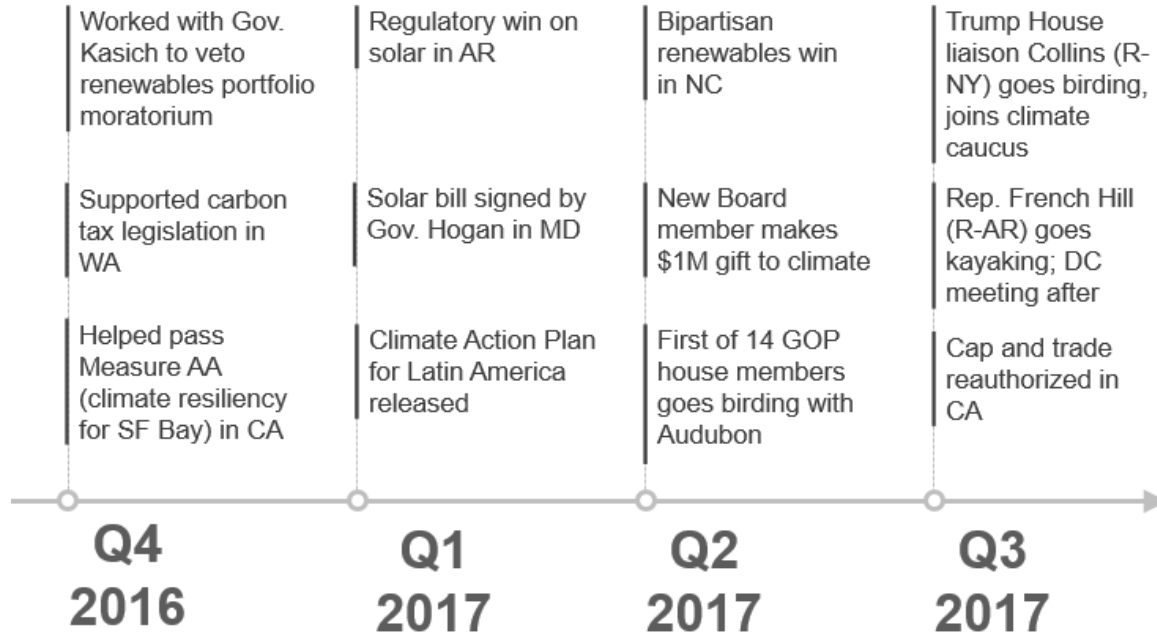 Worked with Gov.
Kasich to veto
renewables portfolio
moratorium
Supported carbon
tax legislation in
WA
Helped pass
Measure AA
(climate resiliency
for SF Bay) in CA
Q4
2016
Regulatory win on
solar in AR
Solar bill signed by
Gov. Hogan in MD
Climate Action Plan
for Latin America
released
Q1
2017
Bipartisan
renewables win
in NC
New Board
member makes
$1M gift to climate
First of 14 GOP
house members
goes birding with
Audubon
Q2
2017
Trump House
liaison Collins (R-
NY) goes birding,
joins climate
caucus
Rep. French Hill
(R-AR) goes
kayaking; DC
meeting after
Cap and trade
reauthorized in
CA
Q3
2017